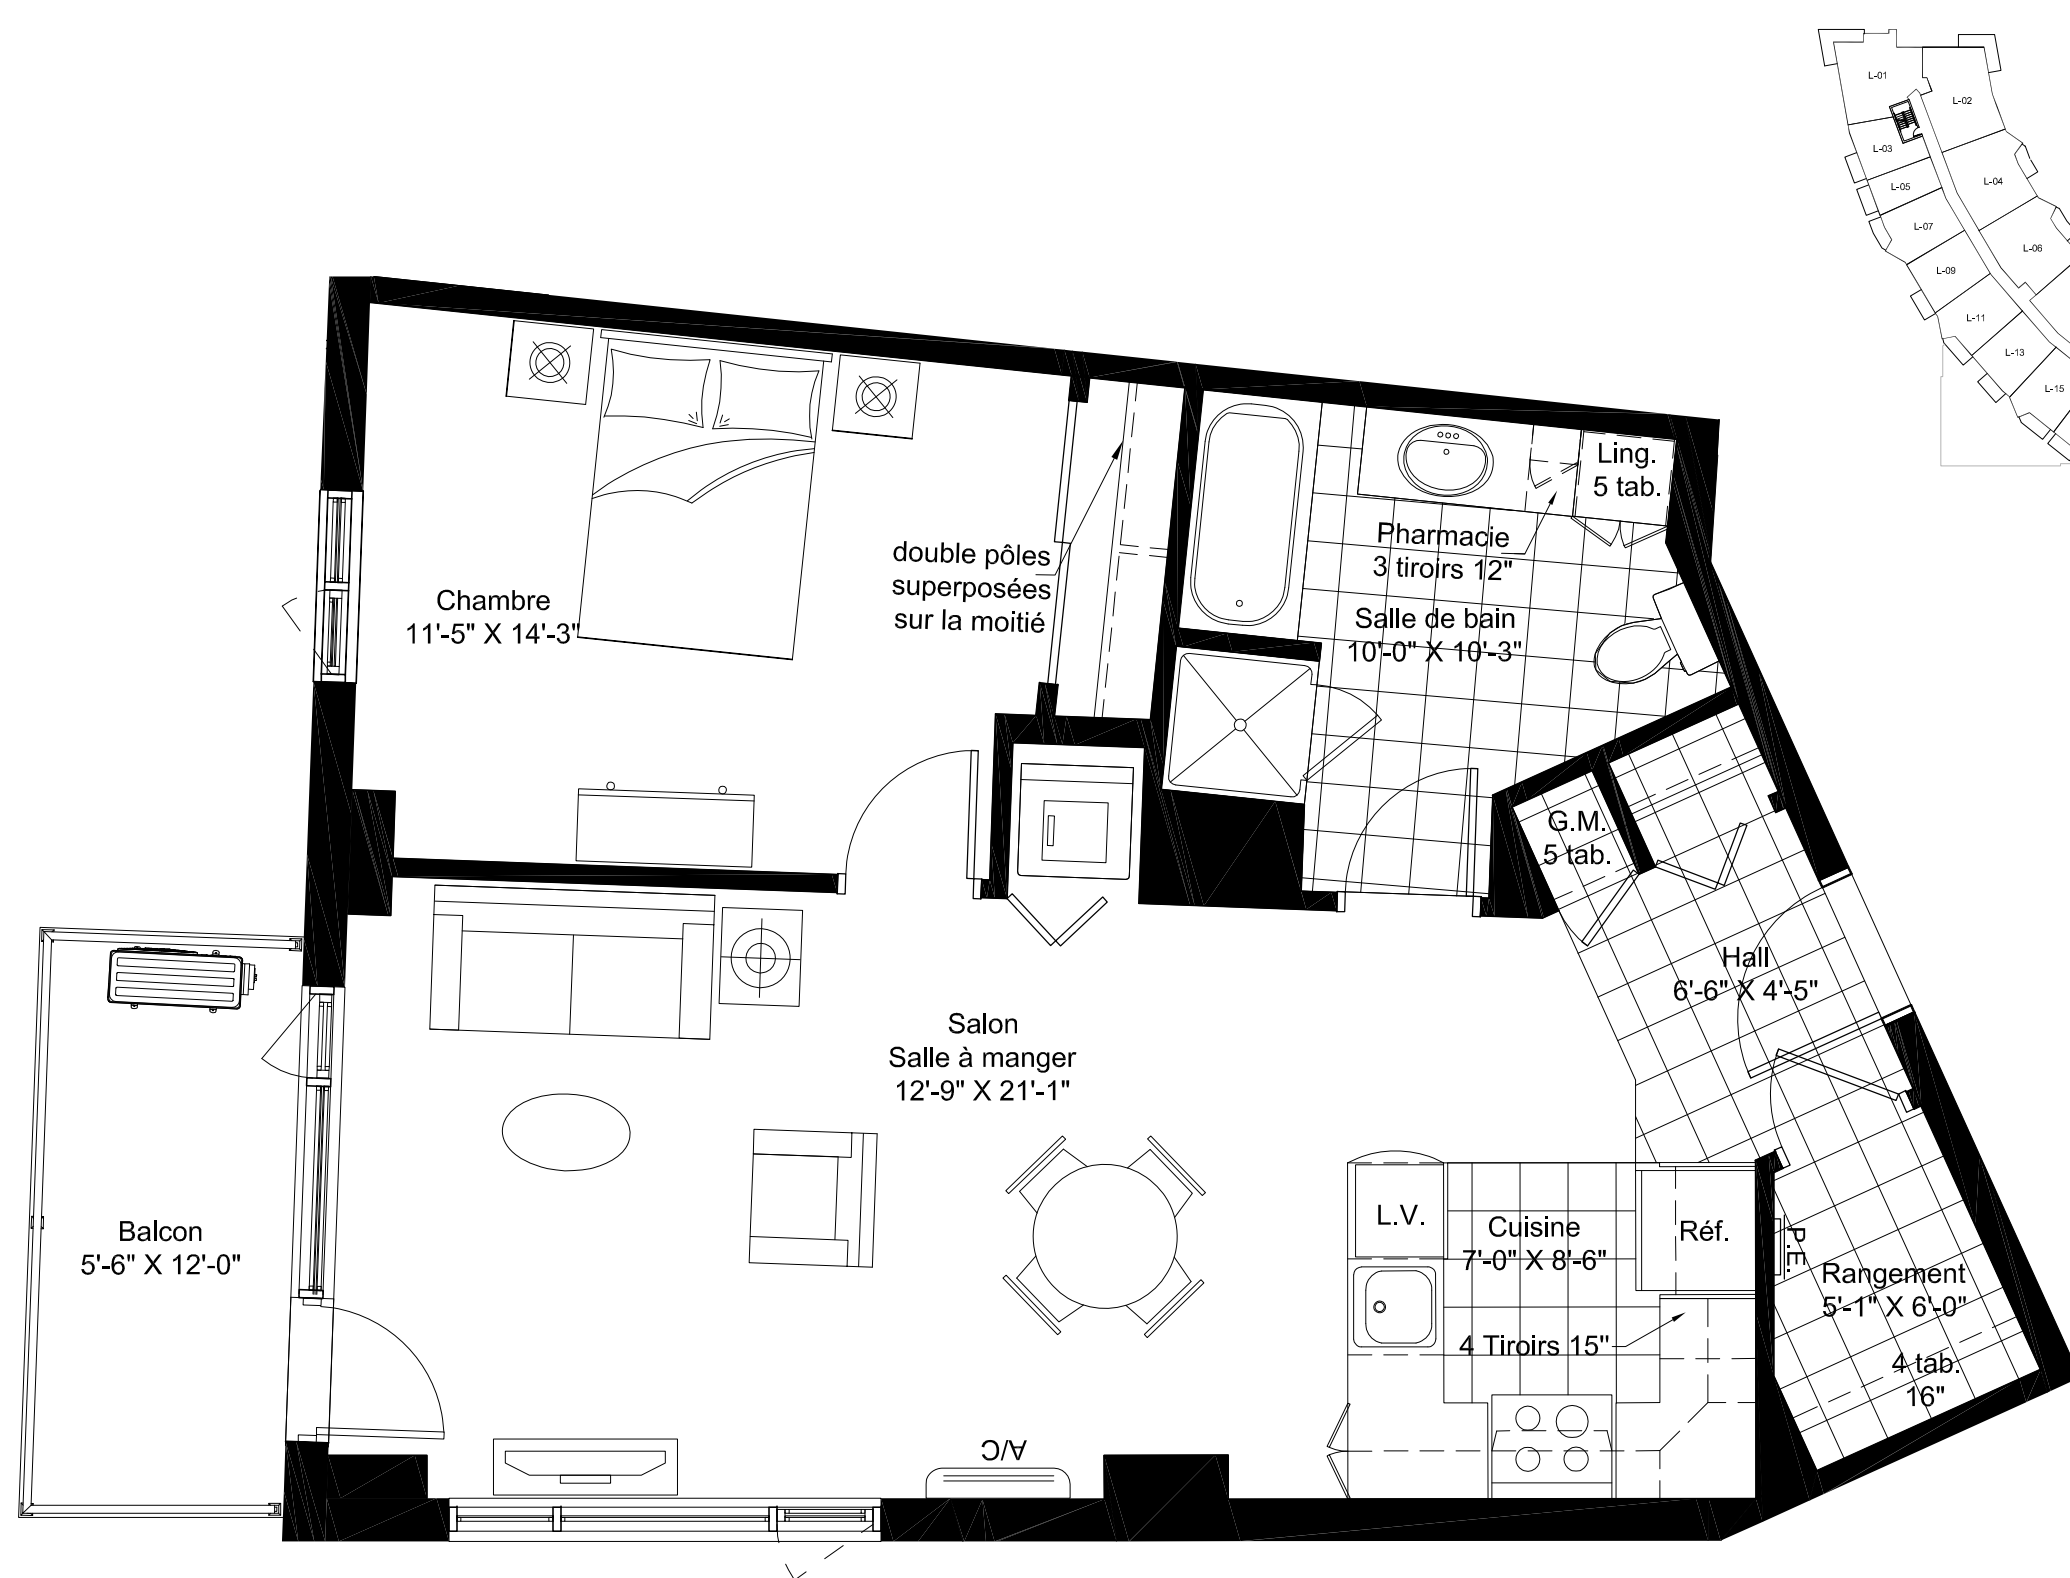 L-01
L-02
L-03
L-04
L-05
L-07
L-06
L-09
L-11
L-13
L-15
Ling.
5 tab.
Pharmacie
3 tiroirs 12"
double pôles
superposées
sur la moitié
Chambre
11'-5" X 14'-3"
Salle de bain
10'-0" X 10'-3"
G.M.
5 tab.
Hall
6'-6" X 4'-5"
Salon
Salle à manger
12'-9" X 21'-1"
Balcon
5'-6" X 12'-0"
L.V.
Cuisine
7'-0" X 8'-6"
Réf.
P.E.
Rangement
5'-1" X 6'-0"
4 Tiroirs 15"
4 tab.
16"
A/C